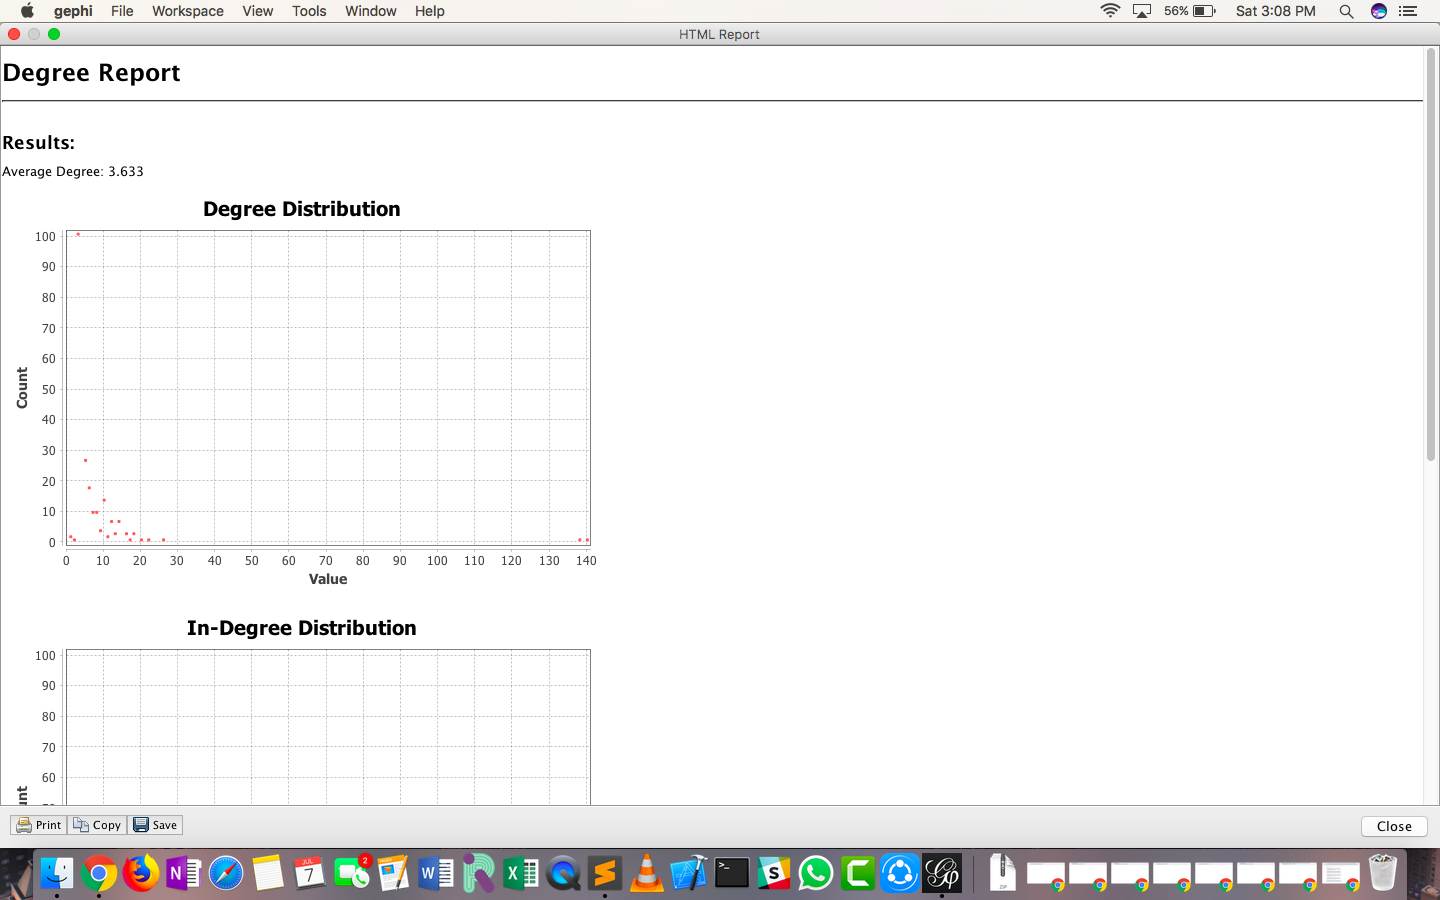 gephi File Workspace View Tools Window Help 56% Sat 3:08 PM
HTML Report
Degree Report
Results:
Average Degree: 3.633
Degree Distribution
100
90
80
70
60
50
40
30
20
10
0
Count
0 10 20 30 40 50 60 70 80 90 100 110 120 130 140
Value
In-Degree Distribution
100
90
80
70
60
Print Copy Save Close
JUL
7
2
ZIP